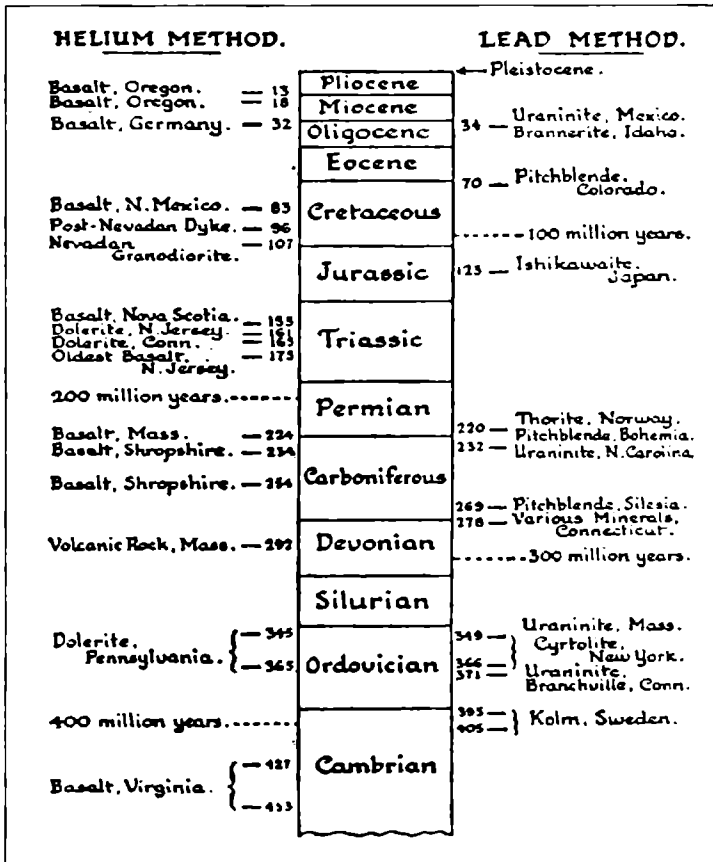 HELIUM METHOD.
LEAD METHOD.
Pleistocene.
Pliocene
Basalt, Oregon. — 13
Basalt, Oregon. — 18
Miocene
Basalt, Germany. — 32
Oligocene
34 — Uraninite, Mexico.
Brannerite, Idaho.
Eocene
70 — Pitchblende,
Colorado.
Basalt, N. Mexico. — 83
Post-Nevadan Dyke. — 96
Nevadan — 107
Granodiorite.
Cretaceous
100 million years.
Jurassic
123 — Ishikawaite,
Japan.
Basalt, Nova Scotia. — 155
Dolerite, N. Jersey. — 161
Dolerite, Conn. — 163
Oldest Basalt, — 173
N. Jersey.
Triassic
200 million years.
Permian
220 — Thorite, Norway.
Pitchblende, Bohemia.
232 — Uraninite, N. Carolina
Basalt, Mass. — 224
Basalt, Shropshire. — 234
Basalt, Shropshire. — 254
Carboniferous
269 — Pitchblende, Silesia.
278 — Various Minerals,
Connecticut.
Volcanic Rock, Mass. — 292
Devonian
300 million years.
Silurian
Dolerite, — 345
Pennsylvania. — 365
Ordovician
349 — Uraninite, Mass.
Cyrtolite,
366 — New York.
371 — Uraninite,
Branchville, Conn.
400 million years.
393 — Kolm, Sweden.
405
Cambrian
Basalt, Virginia. — 427
— 453